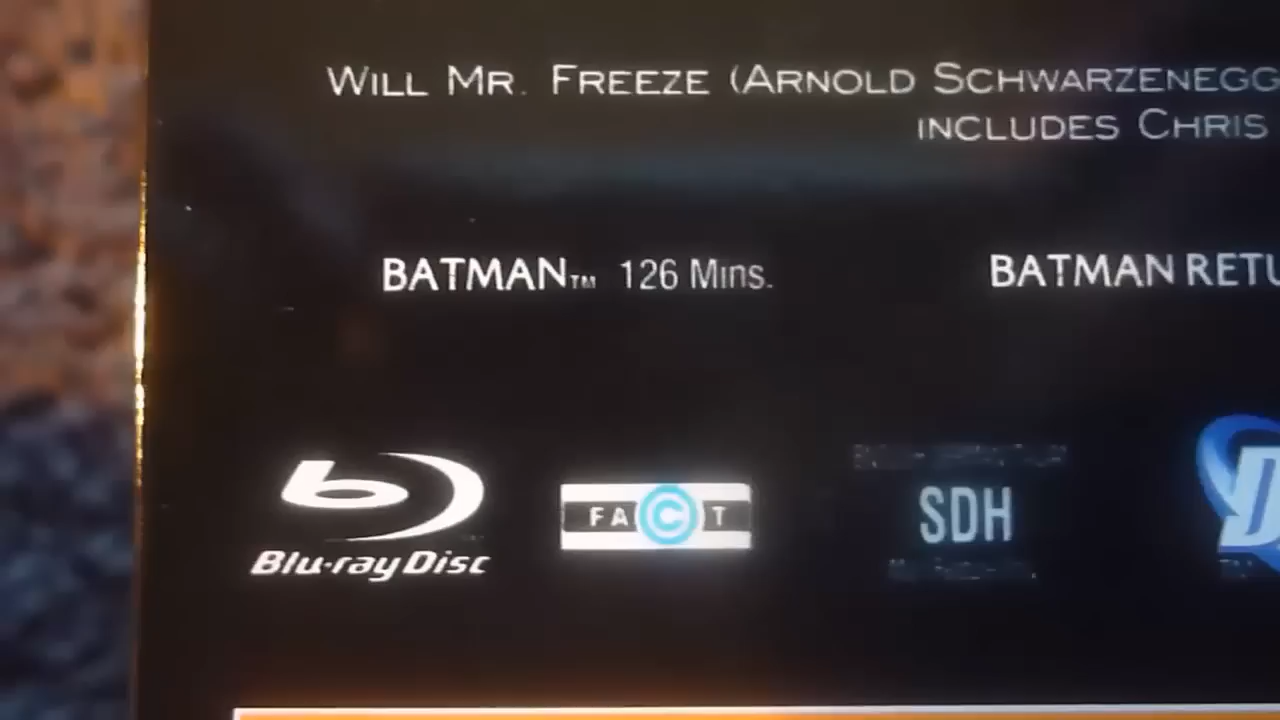 WILL MR. FREEZE (ARNOLD SCHWARZENEGG
INCLUDES CHRIS
BATMAN™ 126 Mins.
BATMAN RETU
Blu-ray Disc
FACT
SDH